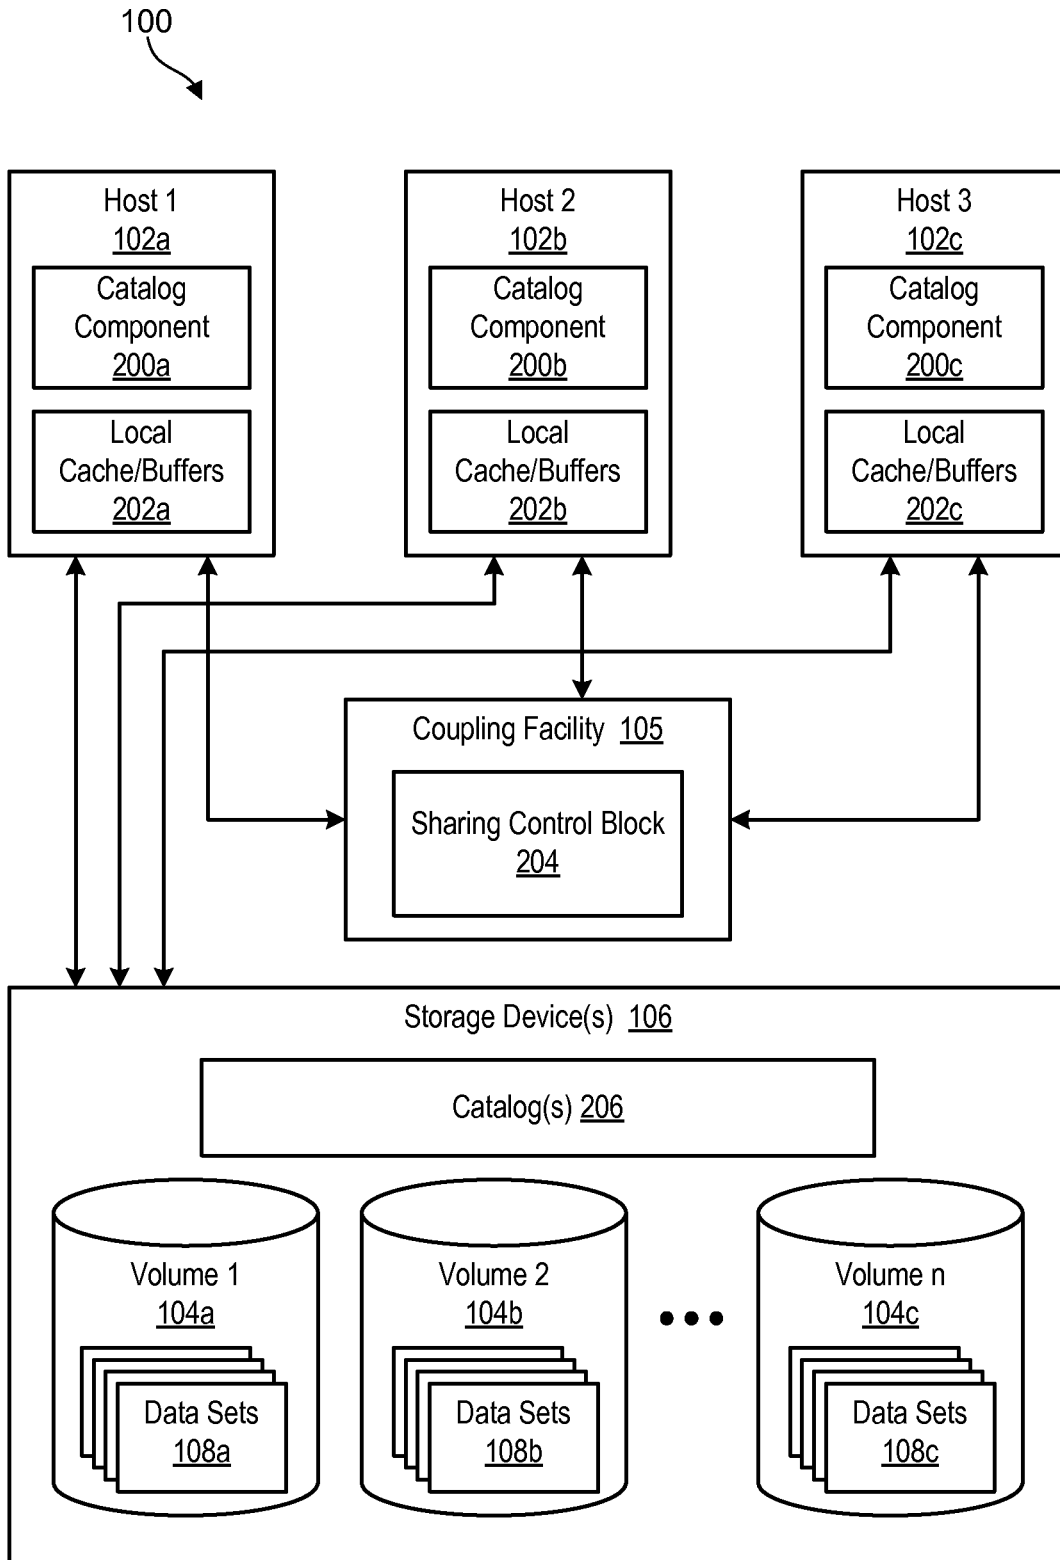 100
Host 1
102a
Catalog
Component
200a
Local
Cache/Buffers
202a
Host 2
102b
Catalog
Component
200b
Local
Cache/Buffers
202b
Host 3
102c
Catalog
Component
200c
Local
Cache/Buffers
202c
Coupling Facility 105
Sharing Control Block
204
Storage Device(s) 106
Catalog(s) 206
Volume 1
104a
Data Sets
108a
Volume 2
104b
Data Sets
108b
Volume n
104c
Data Sets
108c